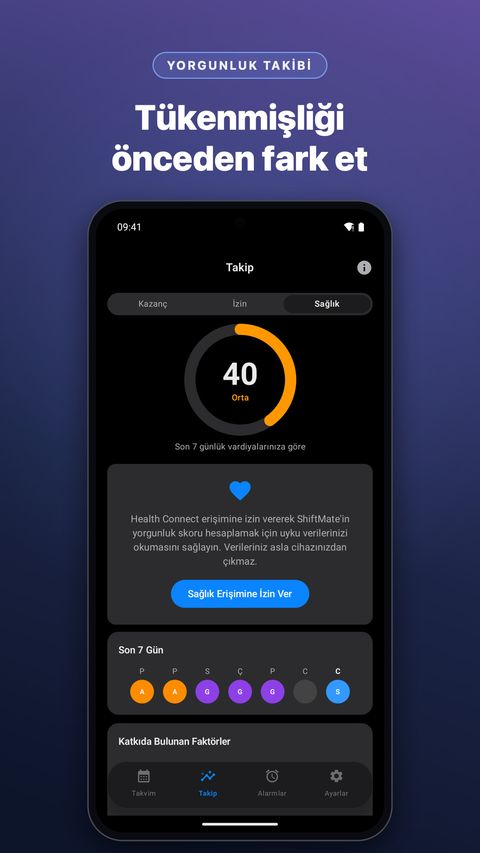 YORGUNLUK TAKİBİ
Tükenmişliği
önceden fark et
09:41
Takip
Kazanç İzin Sağlık
40
Orta
Son 7 günlük vardiyalarınıza göre
Health Connect erişimine izin vererek ShiftMate'in
yorgunluk skoru hesaplamak için uyku verilerinizi
okumasını sağlayın. Verileriniz asla cihazınızdan
çıkmaz.
Sağlık Erişimine İzin Ver
Son 7 Gün
P P S Ç P C C
A A G G G S
Katkıda Bulunan Faktörler
Takvim Takip Alarmlar Ayarlar